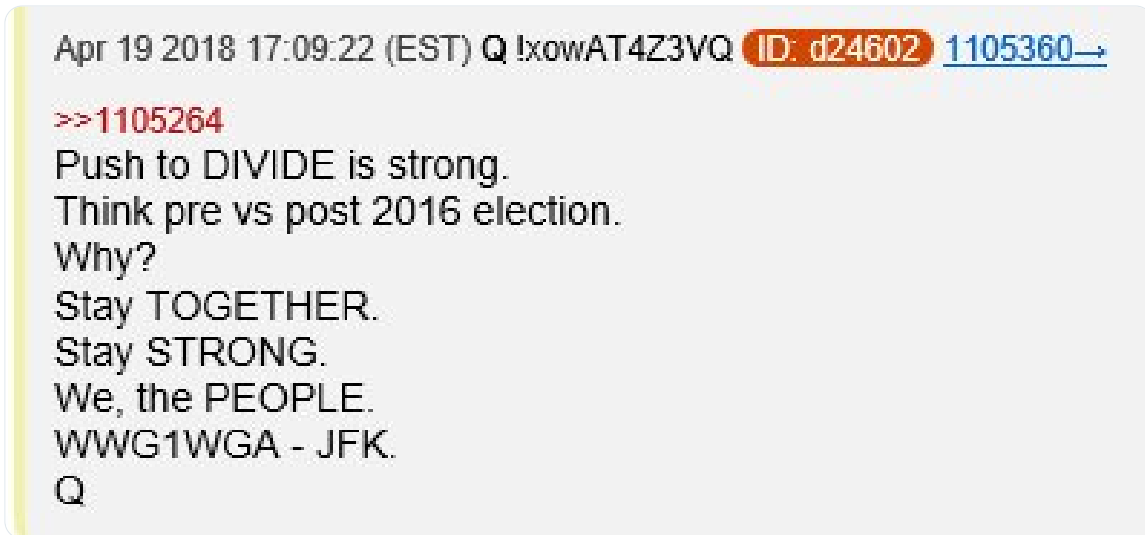 Apr 19 2018 17:09:22 (EST) Q !xowAT4Z3VQ ID: d24602 1105360→
>>1105264
Push to DIVIDE is strong.
Think pre vs post 2016 election.
Why?
Stay TOGETHER.
Stay STRONG.
We, the PEOPLE.
WWG1WGA - JFK.
Q